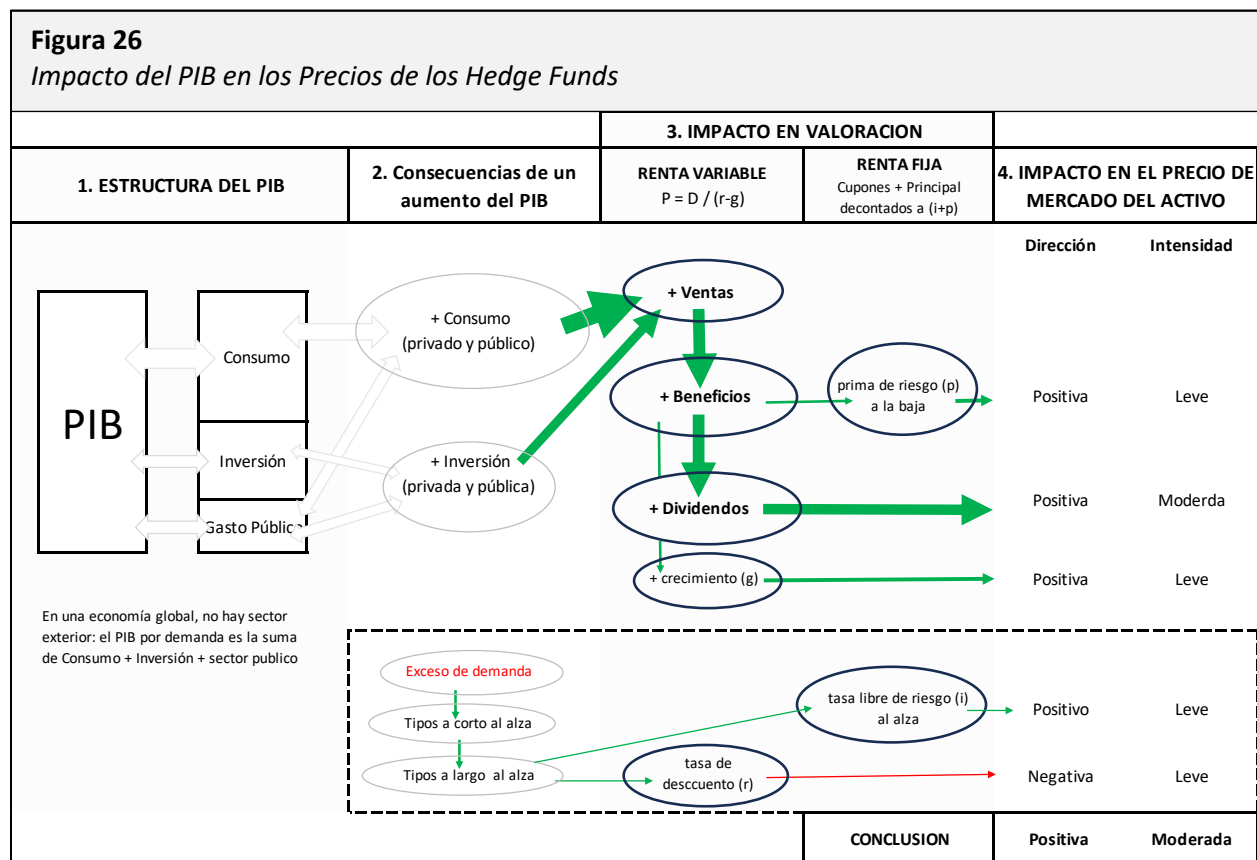 Figura 26
Impacto del PIB en los Precios de los Hedge Funds
3. IMPACTO EN VALORACION
1. ESTRUCTURA DEL PIB
2. Consecuencias de un
aumento del PIB
RENTA VARIABLE
P = D / (r-g)
RENTA FIJA
Cupones + Principal
decontados a (i+p)
4. IMPACTO EN EL PRECIO DE
MERCADO DEL ACTIVO
Dirección
Intensidad
PIB
Consumo
Inversión
Gasto Público
+ Consumo
(privado y público)
+ Inversión
(privada y pública)
+ Ventas
+ Beneficios
prima de riesgo (p)
a la baja
Positiva
Leve
+ Dividendos
Positiva
Moderda
+ crecimiento (g)
Positiva
Leve
En una economía global, no hay sector
exterior: el PIB por demanda es la suma
de Consumo + Inversión + sector publico
Exceso de demanda
Tipos a corto al alza
Tipos a largo al alza
tasa libre de riesgo (i)
al alza
Positivo
Leve
tasa de
desccuento (r)
Negativa
Leve
CONCLUSION
Positiva
Moderada